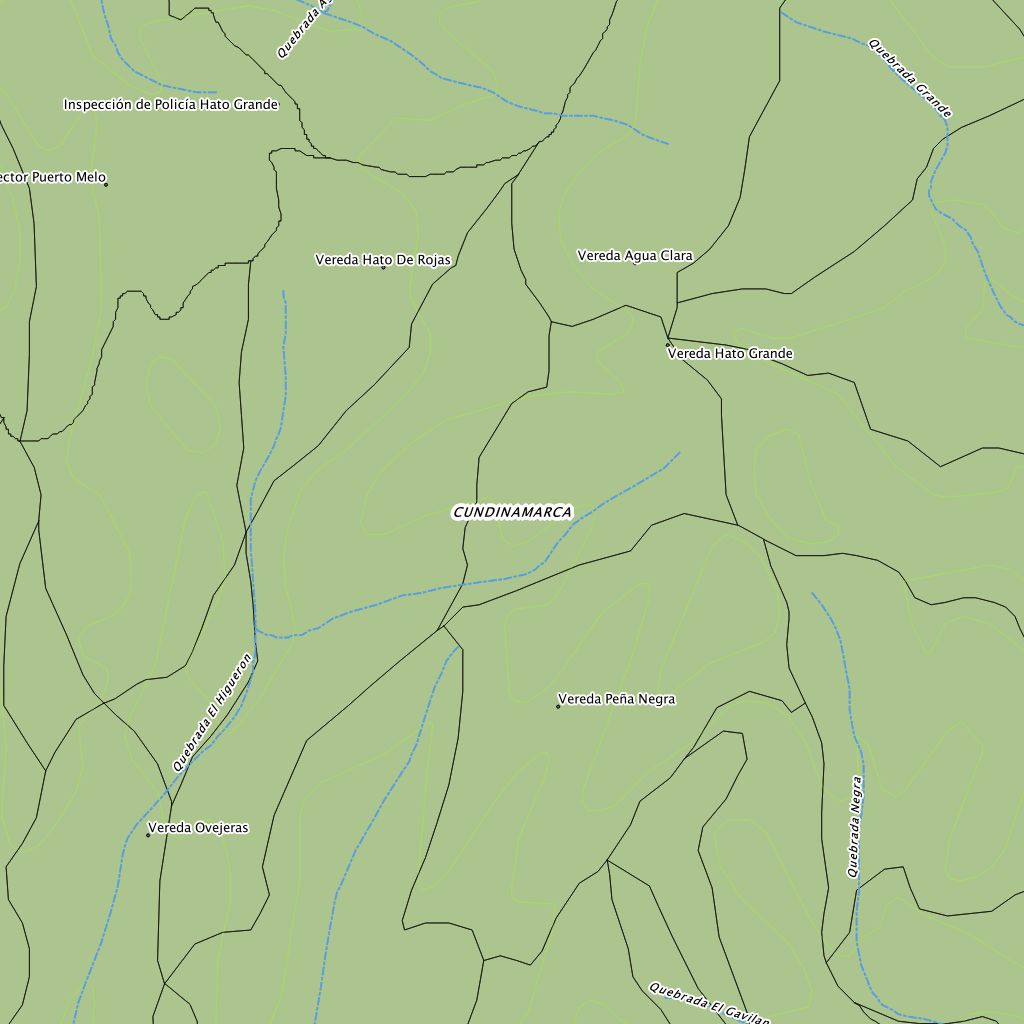 Quebrada
Quebrada Grande
Inspección de Policía Hato Grande
Puerto Melo
Vereda Hato De Rojas
Vereda Agua Clara
Vereda Hato Grande
CUNDINAMARCA
Quebrada El Higueron
Vereda Peña Negra
Quebrada Negra
Vereda Ovejeras
Quebrada El Gavilan